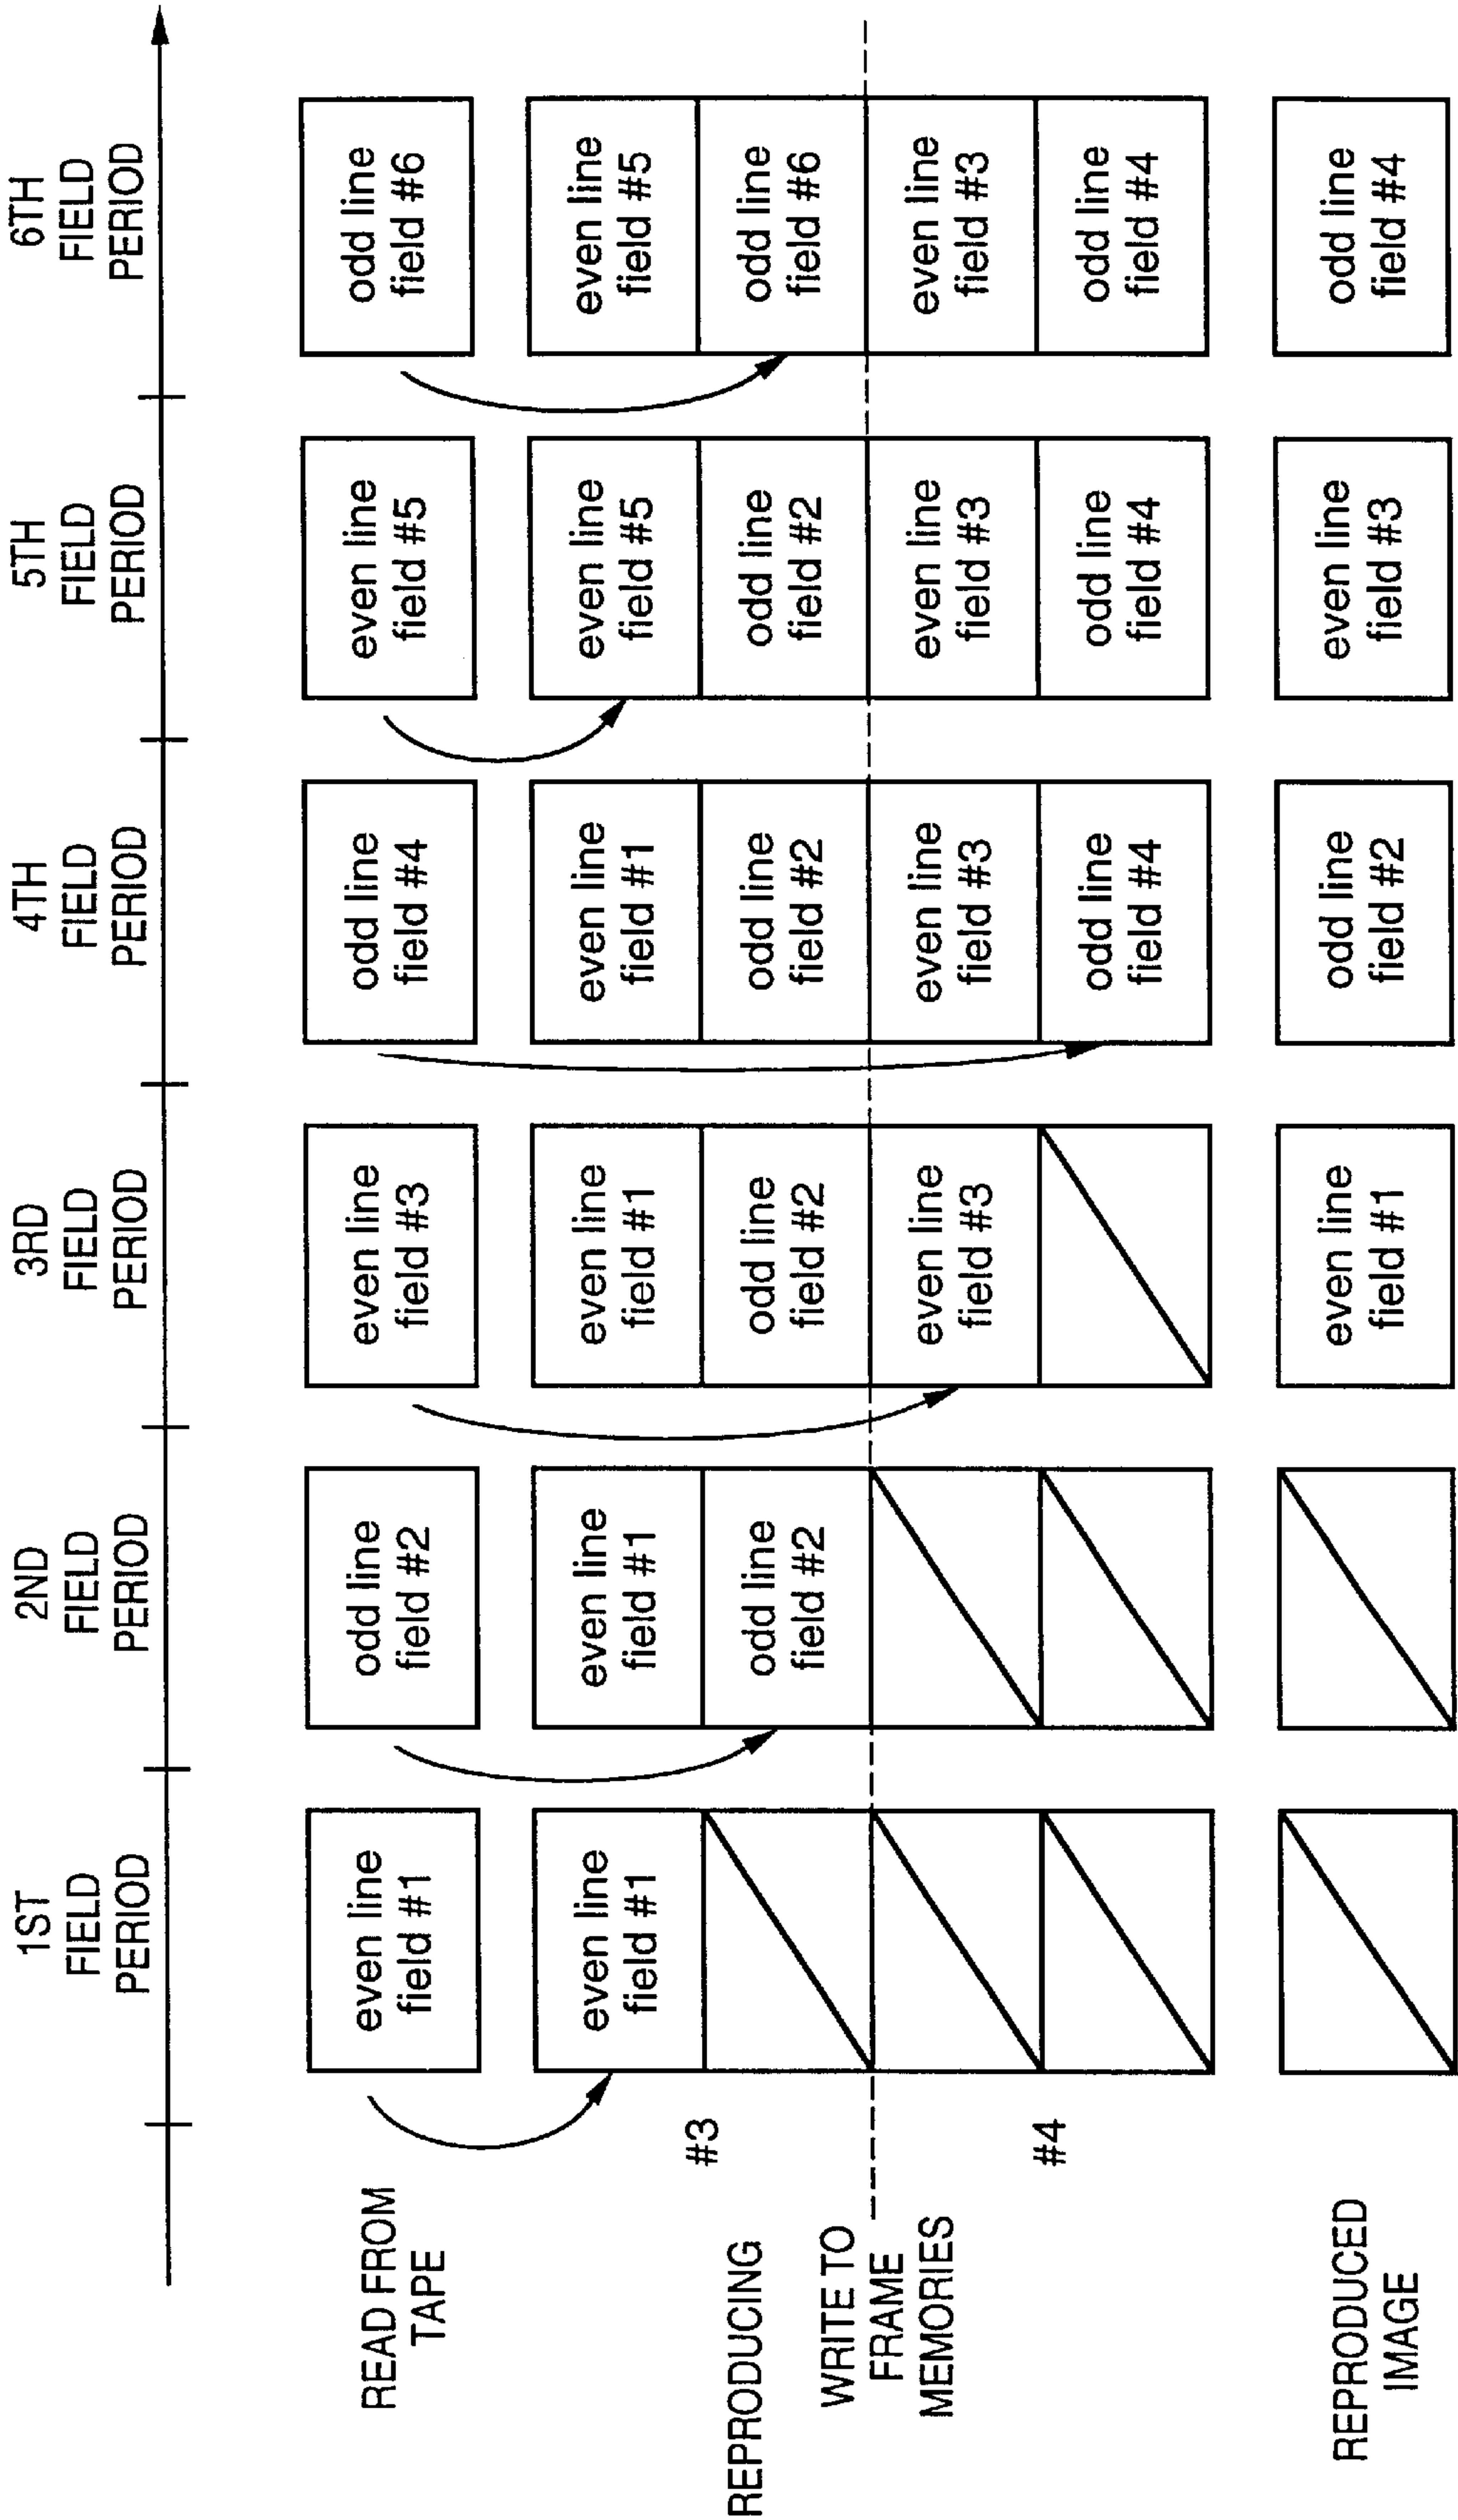 1ST
FIELD
PERIOD
2ND
FIELD
PERIOD
3RD
FIELD
PERIOD
4TH
FIELD
PERIOD
5TH
FIELD
PERIOD
6TH
FIELD
PERIOD
READ FROM
TAPE
even line
field #1
odd line
field #2
even line
field #3
odd line
field #4
even line
field #5
odd line
field #6
REPRODUCING
WRITE TO
FRAME
MEMORIES
#3
#4
even line
field #1
even line
field #1
odd line
field #2
even line
field #1
odd line
field #2
even line
field #3
even line
field #1
odd line
field #2
even line
field #3
odd line
field #4
even line
field #5
odd line
field #2
even line
field #3
odd line
field #4
even line
field #5
odd line
field #6
even line
field #3
odd line
field #4
REPRODUCED
IMAGE
even line
field #1
odd line
field #2
even line
field #3
odd line
field #4